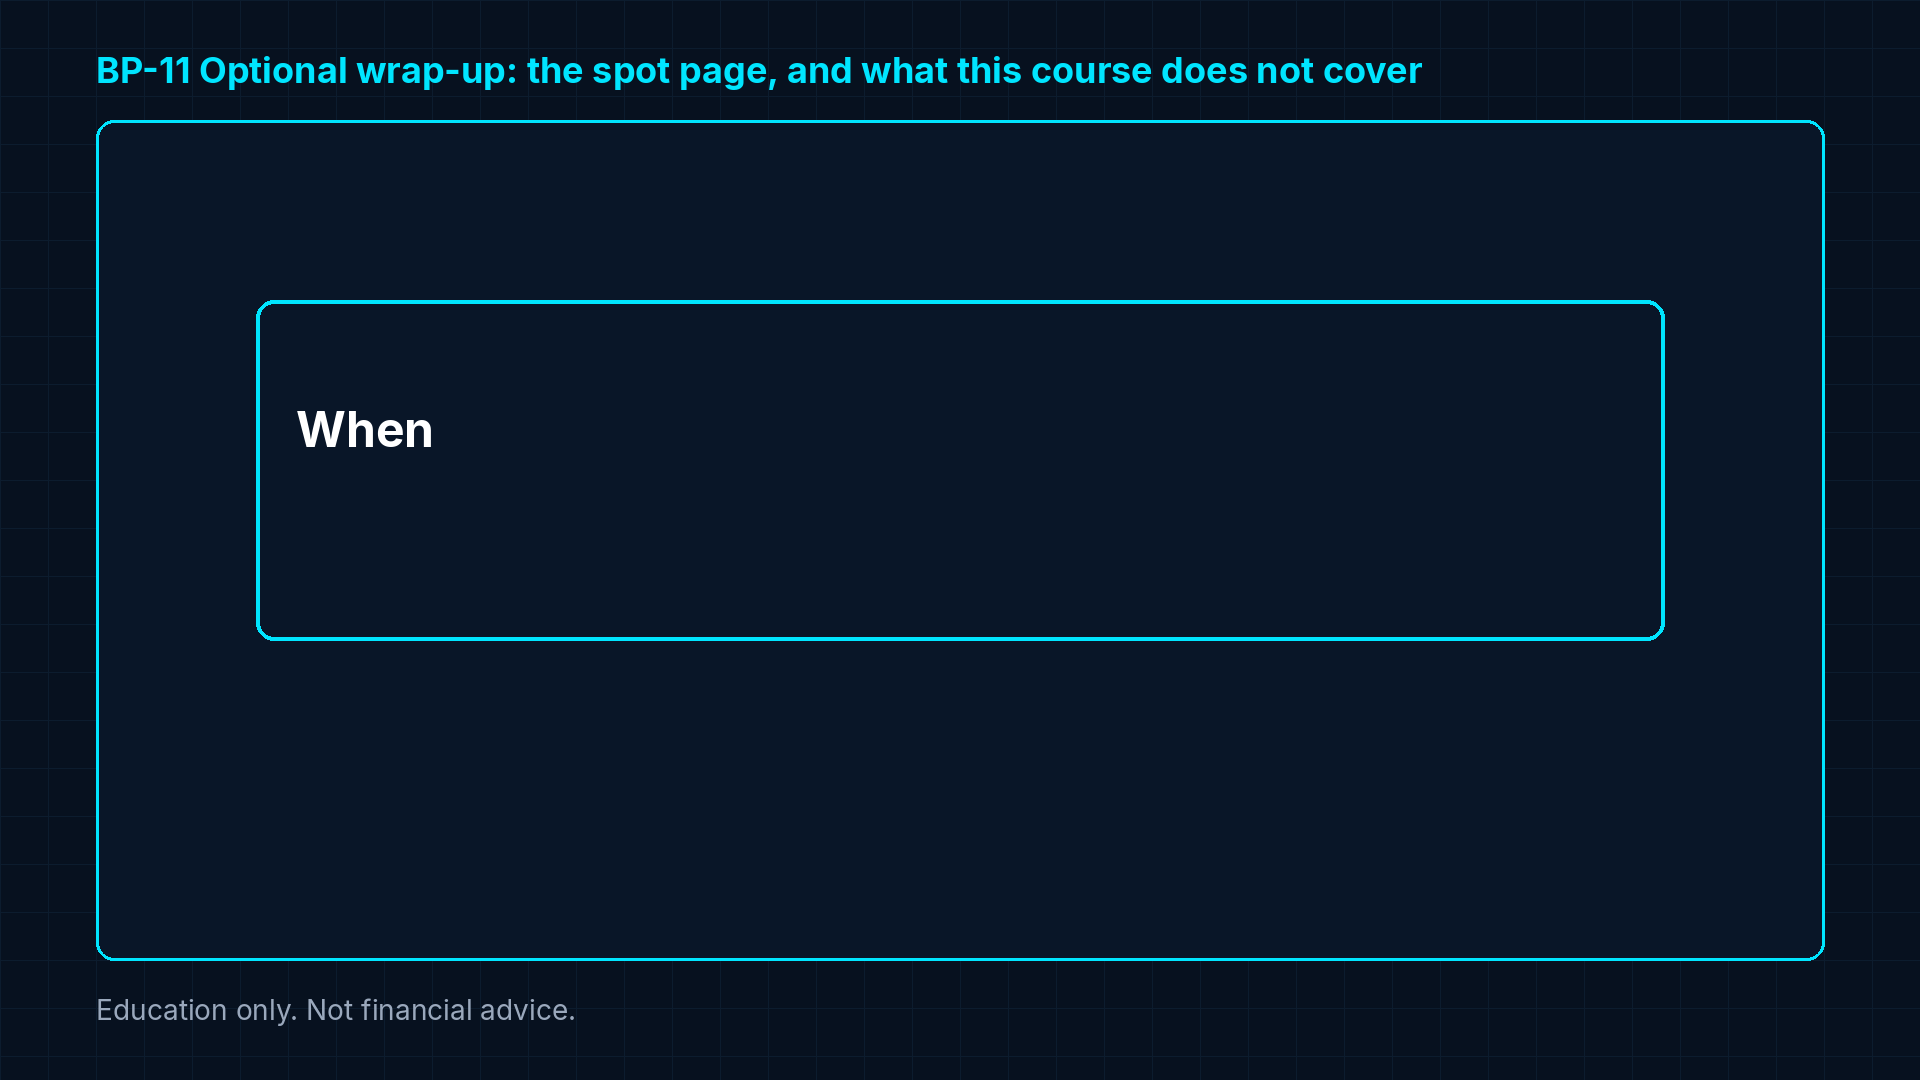 BP-11 Optional wrap-up: the spot page, and what this course does not cover
When
Education only. Not financial advice.